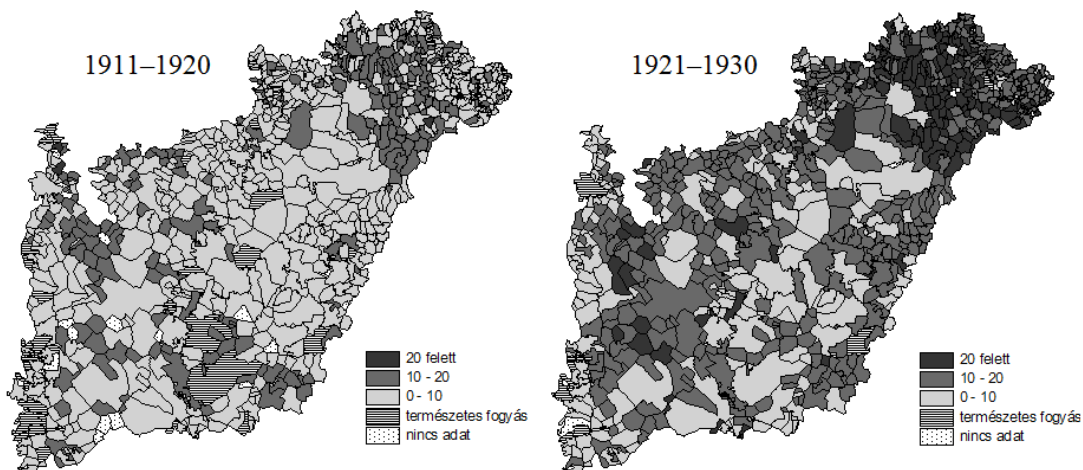 1911–1920
20 felett
10 - 20
0 - 10
természetes fogyás
nincs adat
1921–1930
20 felett
10 - 20
0 - 10
természetes fogyás
nincs adat